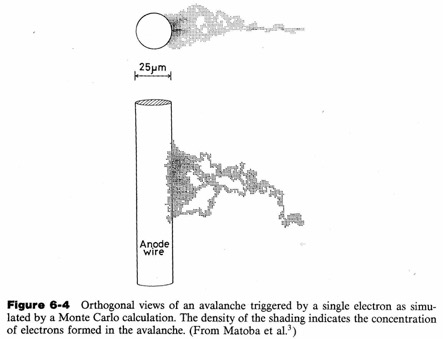 25μm
Anode
wire
Figure 6-4 Orthogonal views of an avalanche triggered by a single electron as simu-
lated by a Monte Carlo calculation. The density of the shading indicates the concentration
of electrons formed in the avalanche. (From Matoba et al.³)